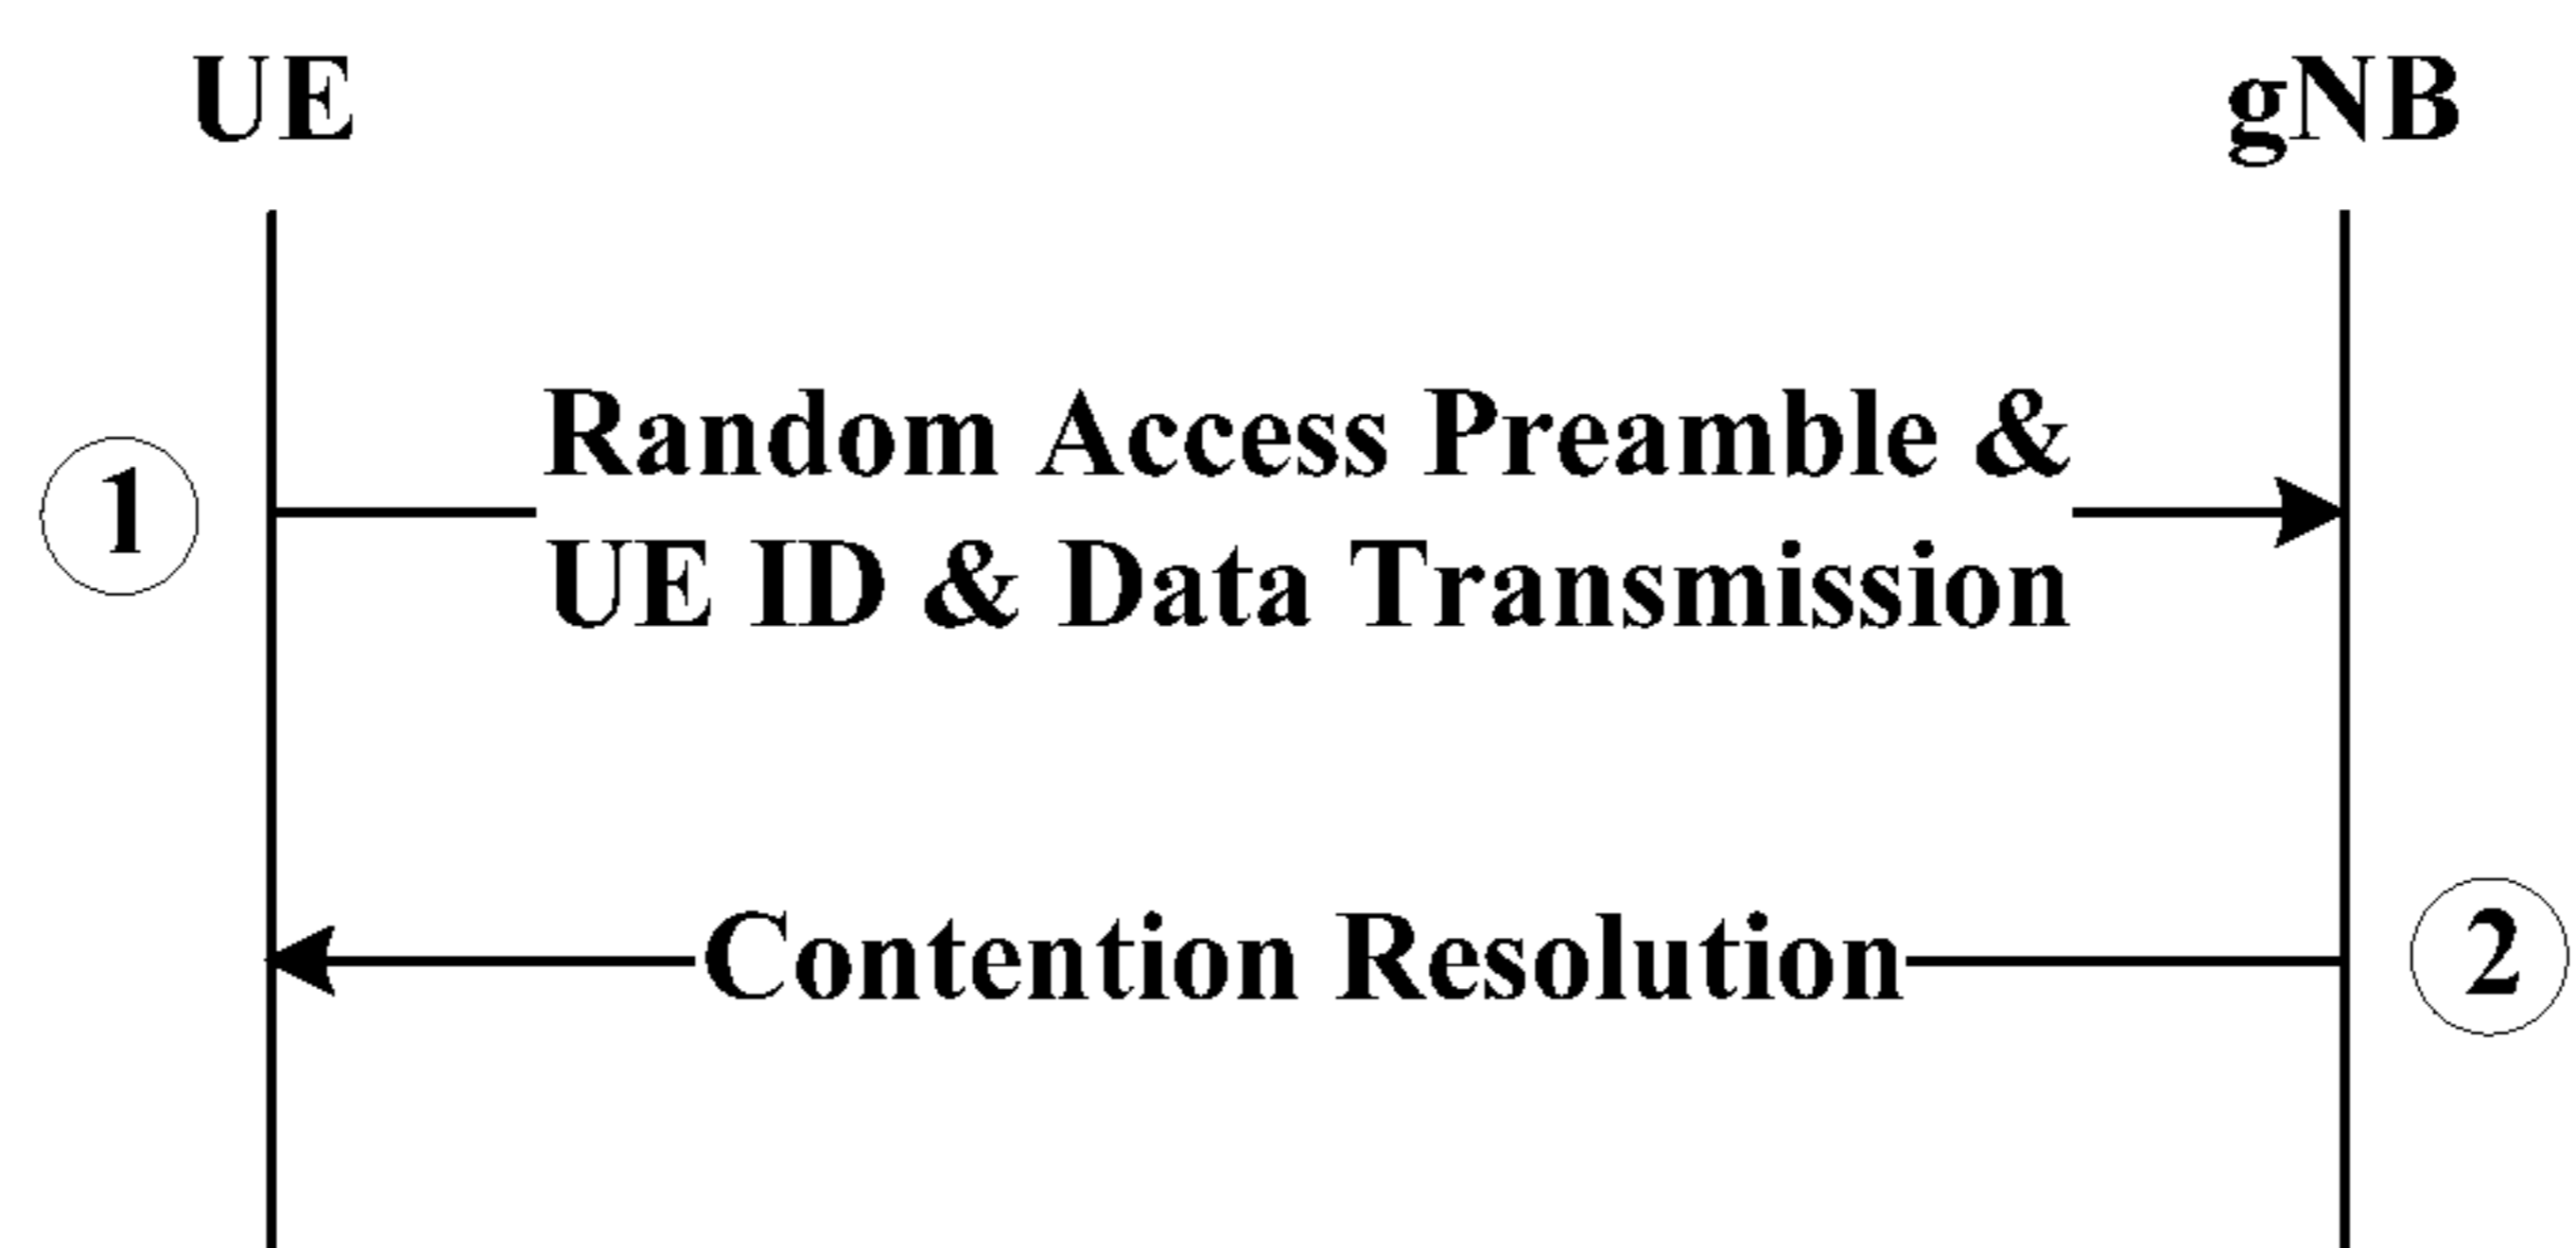 UE
gNB
1
Random Access Preamble &
UE ID & Data Transmission
Contention Resolution
2